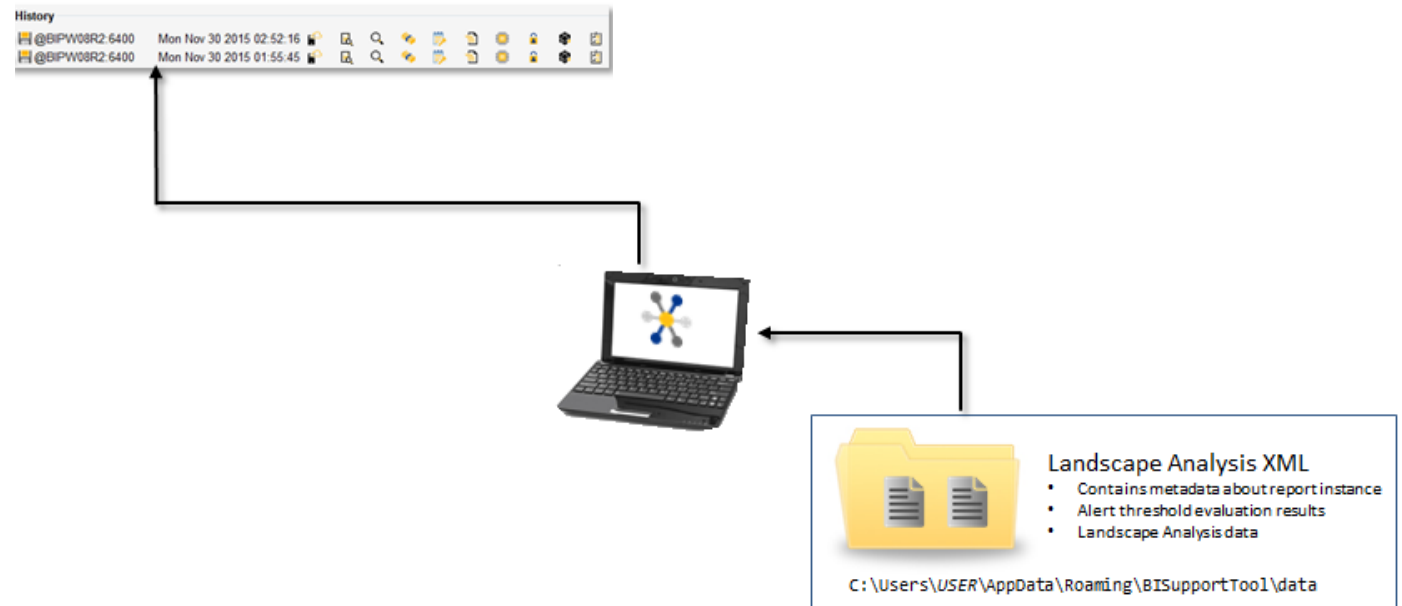 History
@BIPW08R2:6400 Mon Nov 30 2015 02:52:16
@BIPW08R2:6400 Mon Nov 30 2015 01:55:45
Landscape Analysis XML
• Contains metadata about report instance
• Alert threshold evaluation results
• Landscape Analysis data
C:\Users\USER\AppData\Roaming\BISupportTool\data